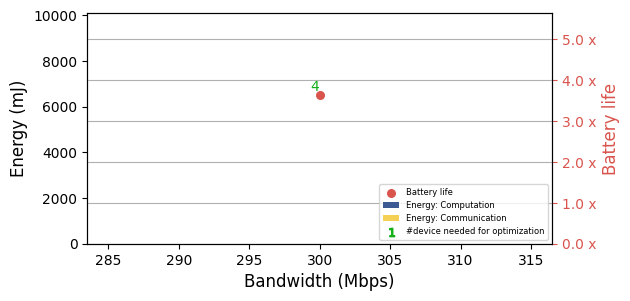 10000
8000
6000
4000
2000
0
Energy (mJ)
4
5.0 x
4.0 x
3.0 x
2.0 x
1.0 x
0.0 x
Battery life
Battery life
Energy: Computation
Energy: Communication
1 #device needed for optimization
285 290 295 300 305 310 315
Bandwidth (Mbps)